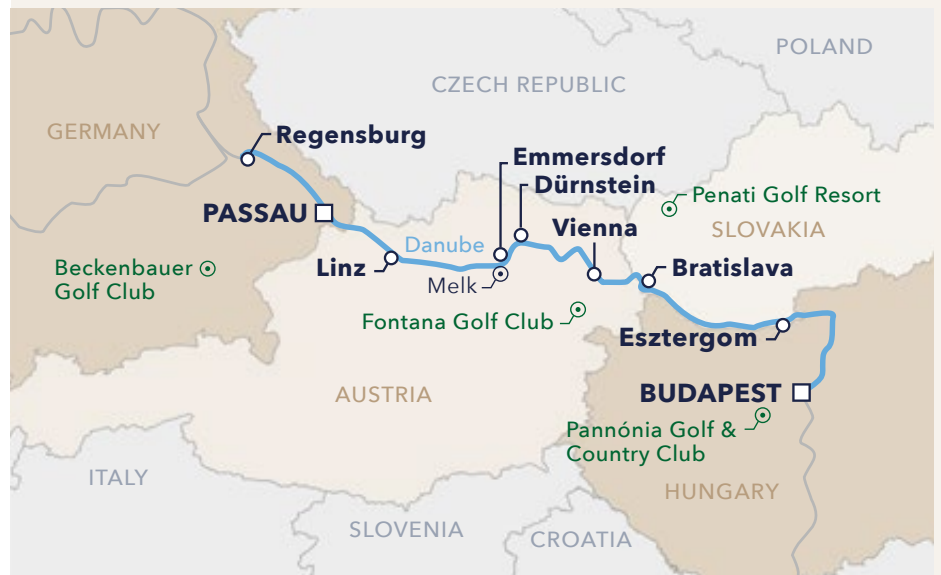 POLAND
CZECH REPUBLIC
GERMANY
Regensburg
Emmersdorf
Dürnstein
Penati Golf Resort
PASSAU
Vienna
SLOVAKIA
Danube
Linz
Bratislava
Beckenbauer
Golf Club
Melk
Fontana Golf Club
Esztergom
AUSTRIA
BUDAPEST
Pannónia Golf &
Country Club
ITALY
HUNGARY
SLOVENIA
CROATIA